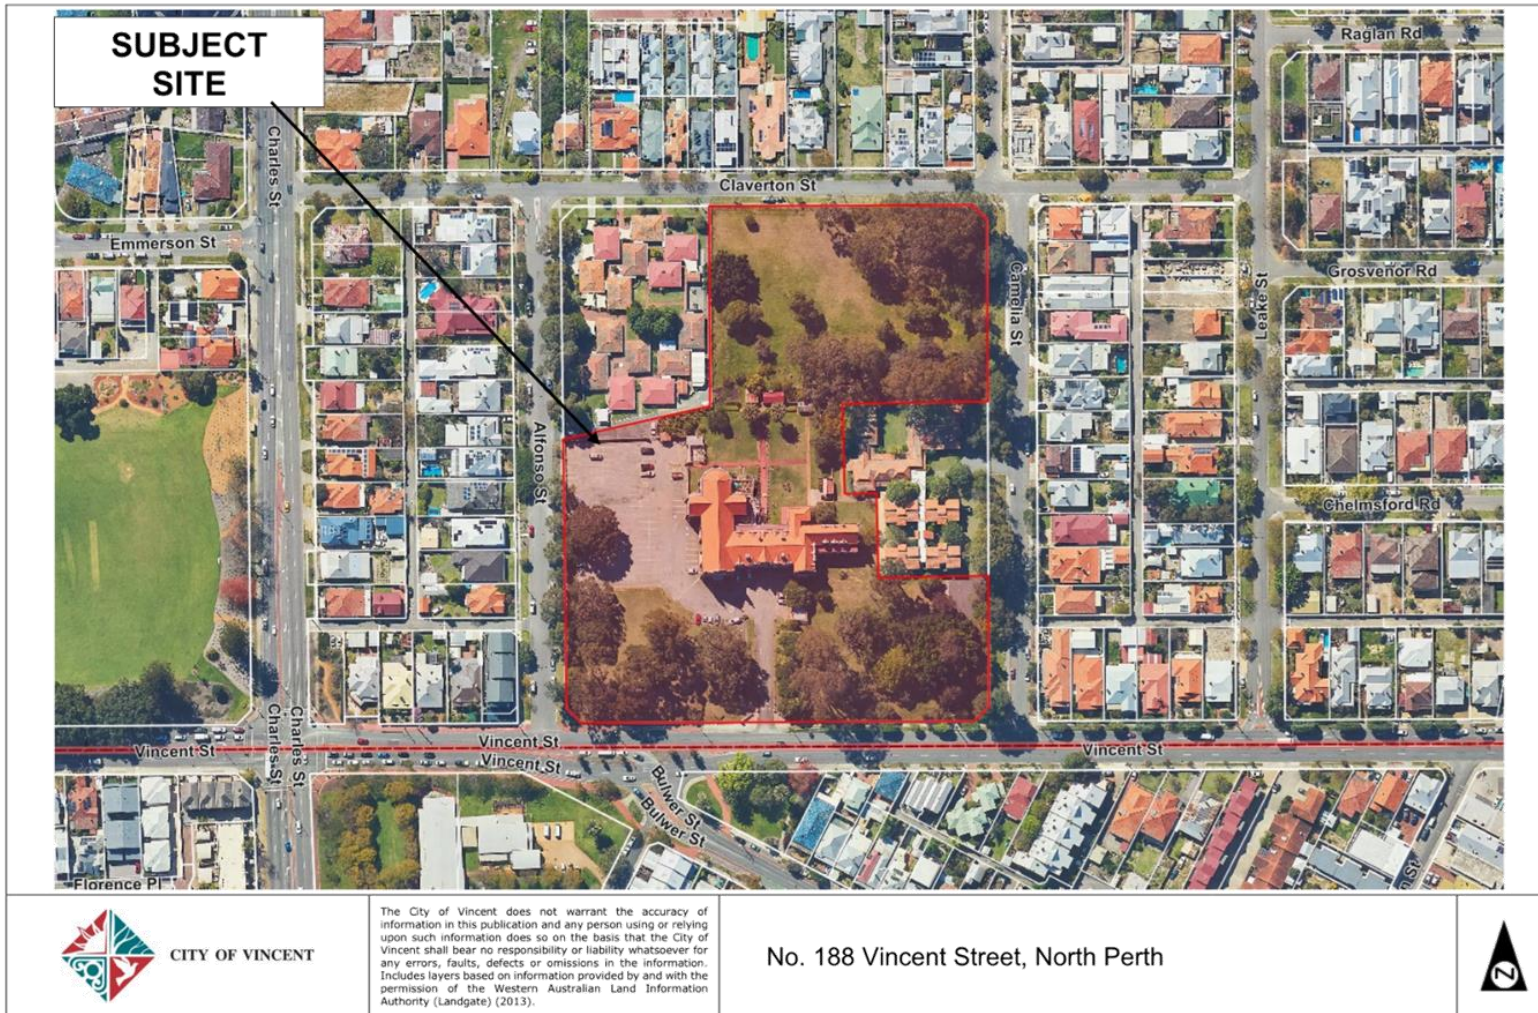 SUBJECT
SITE
Raglan Rd
Charles St
Claverton St
Emmerson St
Camelia St
Leake St
Grosvenor Rd
Alfonso St
Chelmsford Rd
Charles St
Charles St
Vincent St
Vincent St
Vincent St
Vincent St
Bulwer St
Bulwer St
Florence Pl
CITY OF VINCENT
The City of Vincent does not warrant the accuracy of
information in this publication and any person using or relying
upon such information does so on the basis that the City of
Vincent shall bear no responsibility or liability whatsoever for
any errors, faults, defects or omissions in the information.
Includes layers based on information provided by and with the
permission of the Western Australian Land Information
Authority (Landgate) (2013).
No. 188 Vincent Street, North Perth
N